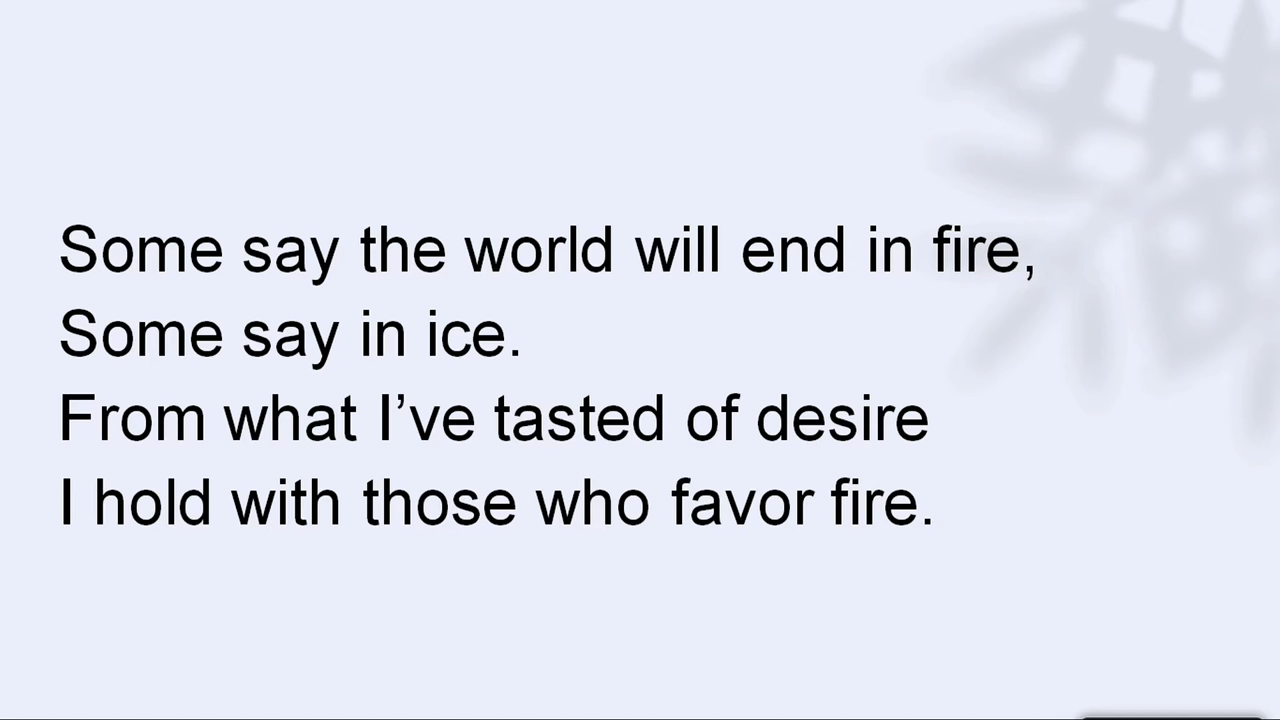 Some say the world will end in fire,
Some say in ice.
From what I’ve tasted of desire
I hold with those who favor fire.